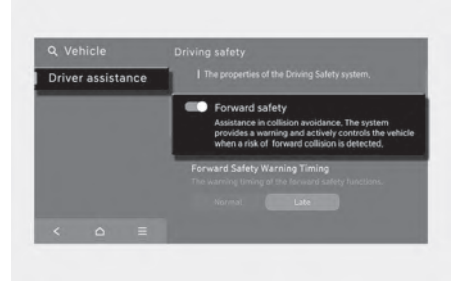 Vehicle
Driving safety
Driver assistance
The properties of the Driving Safety system.
Forward safety
Assistance in collision avoidance. The system
provides a warning and actively controls the vehicle
when a risk of forward collision is detected.
Forward Safety Warning Timing
The warning timing of the forward safety functions.
Normal
Late